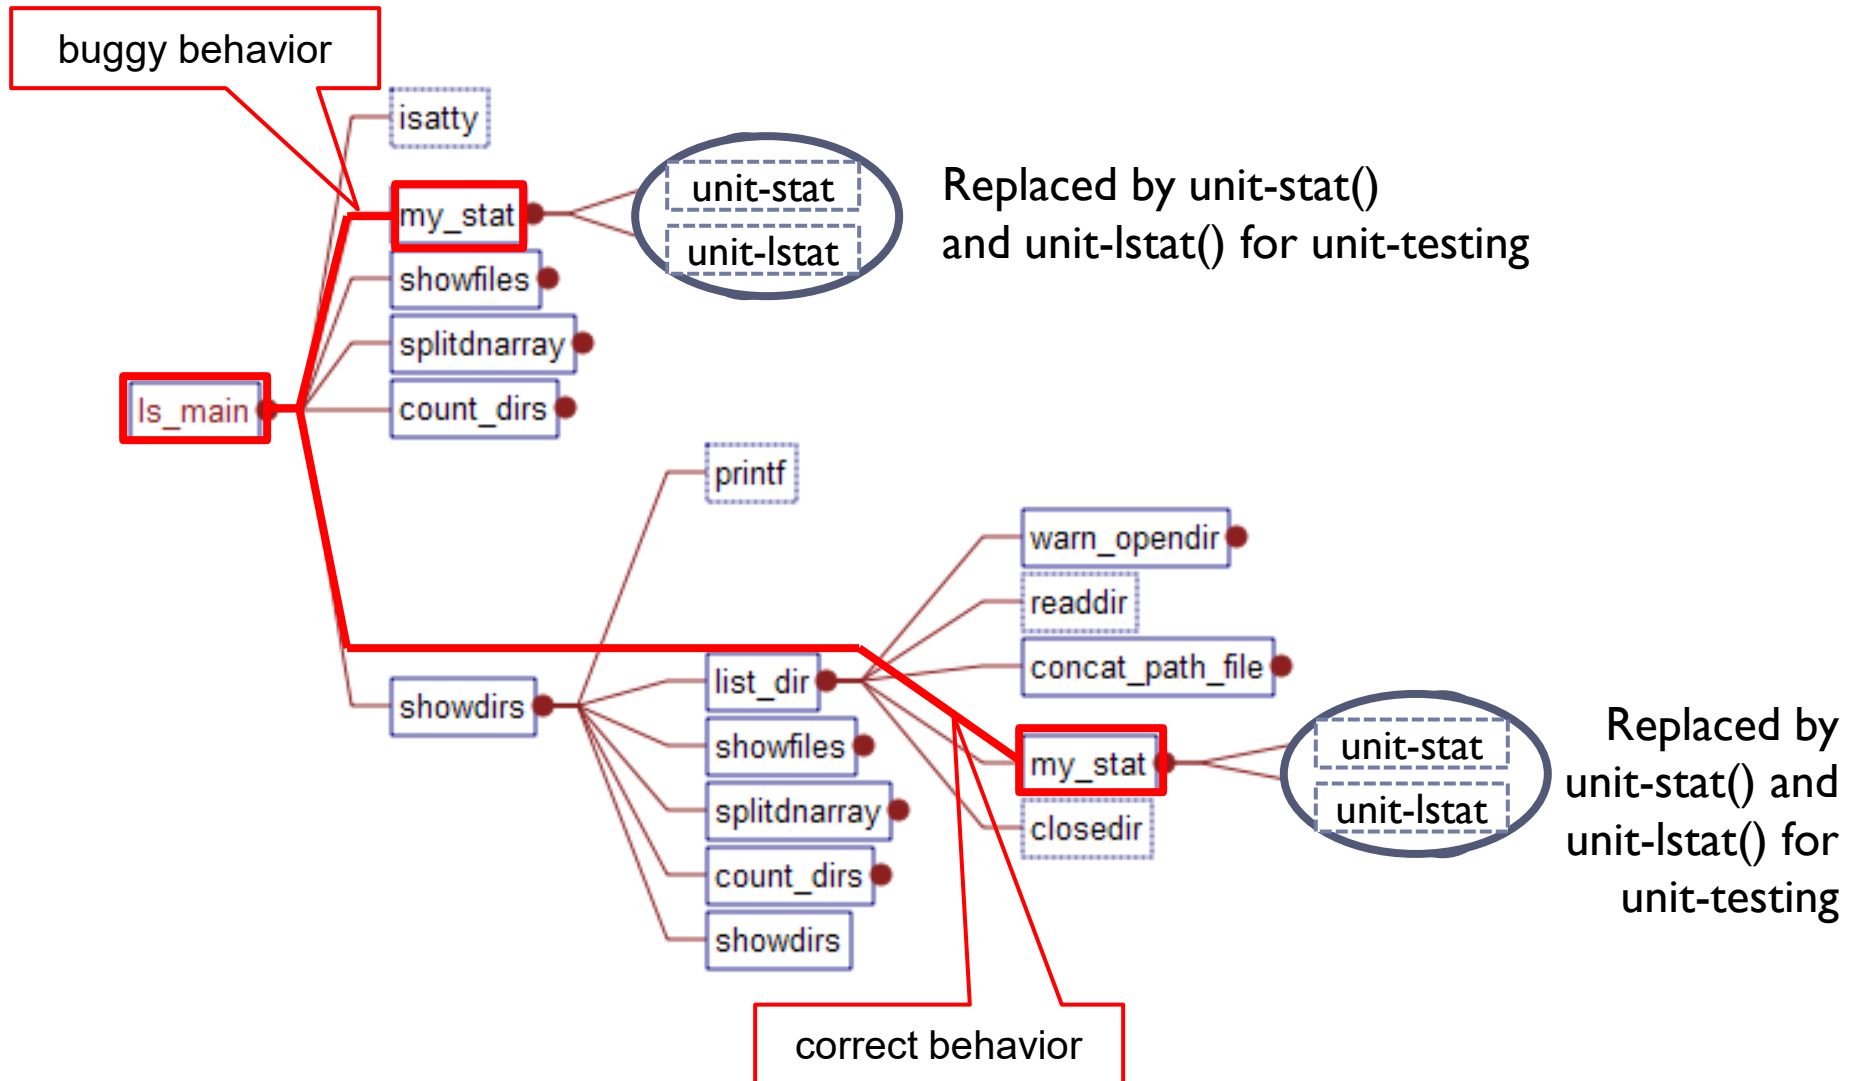 buggy behavior
isatty
my_stat
unit-stat
unit-lstat
Replaced by unit-stat()
and unit-lstat() for unit-testing
showfiles
splitdnarray
count_dirs
ls_main
printf
warn_opendir
readdir
concat_path_file
list_dir
showdirs
showfiles
my_stat
unit-stat
unit-lstat
Replaced by
unit-stat() and
unit-lstat() for
unit-testing
splitdnarray
closedir
count_dirs
showdirs
correct behavior